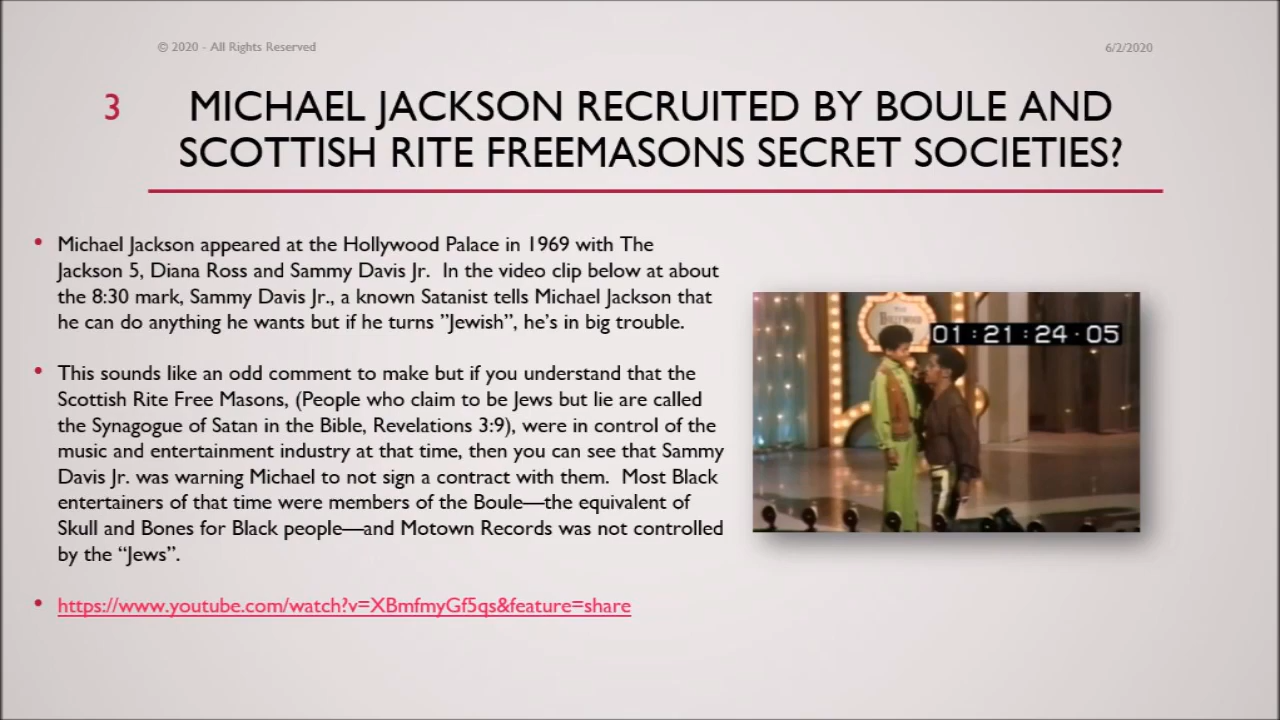 © 2020 - All Rights Reserved
6/2/2020
3
MICHAEL JACKSON RECRUITED BY BOULE AND
SCOTTISH RITE FREEMASONS SECRET SOCIETIES?
• Michael Jackson appeared at the Hollywood Palace in 1969 with The
Jackson 5, Diana Ross and Sammy Davis Jr.  In the video clip below at about
the 8:30 mark, Sammy Davis Jr., a known Satanist tells Michael Jackson that
he can do anything he wants but if he turns ”Jewish”, he’s in big trouble.
• This sounds like an odd comment to make but if you understand that the
Scottish Rite Free Masons, (People who claim to be Jews but lie are called
the Synagogue of Satan in the Bible, Revelations 3:9), were in control of the
music and entertainment industry at that time, then you can see that Sammy
Davis Jr. was warning Michael to not sign a contract with them.  Most Black
entertainers of that time were members of the Boule—the equivalent of
Skull and Bones for Black people—and Motown Records was not controlled
by the “Jews”.
• https://www.youtube.com/watch?v=XBmfmyGf5qs&feature=share
01:21:24·05